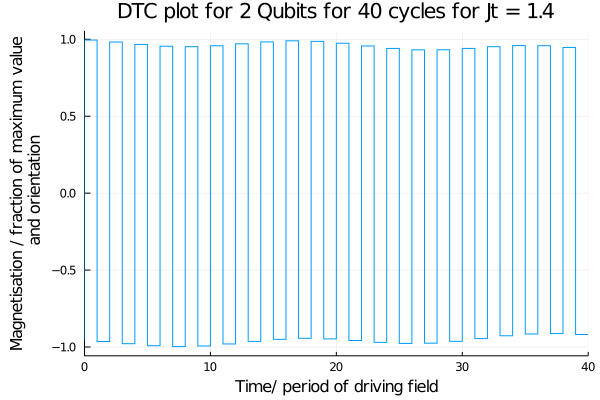 DTC plot for 2 Qubits for 40 cycles for Jt = 1.4
Magnetisation / fraction of maximum value
and orientation
1.0
0.5
0.0
−0.5
−1.0
0
10
20
30
40
Time/ period of driving field